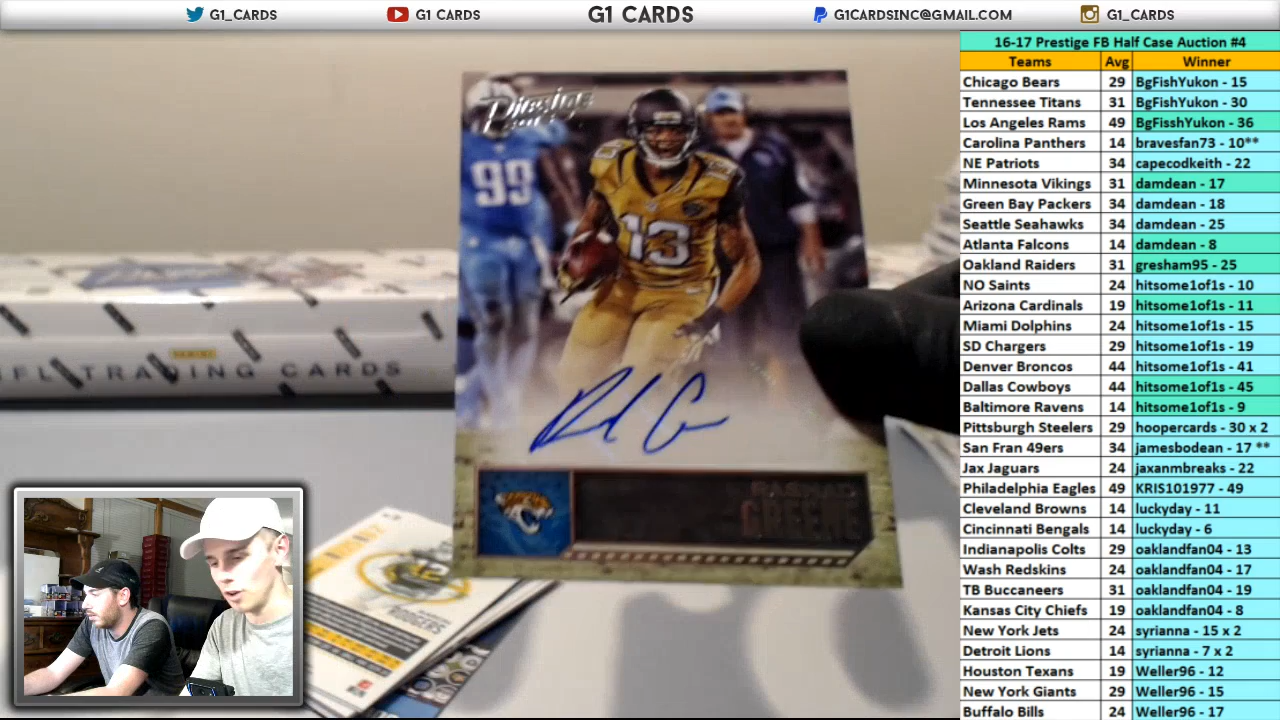 G1_CARDS G1 CARDS G1 CARDS G1CARDSINC@GMAIL.COM G1_CARDS
16-17 Prestige FB Half Case Auction #4
Teams Avg Winner
Chicago Bears 29 BgFishYukon - 15
Tennessee Titans 31 BgFishYukon - 30
Los Angeles Rams 49 BgFisshYukon - 36
Carolina Panthers 14 bravesfan73 - 10**
NE Patriots 34 capecodkeith - 22
Minnesota Vikings 31 damdean - 17
Green Bay Packers 34 damdean - 18
Seattle Seahawks 34 damdean - 25
Atlanta Falcons 14 damdean - 8
Oakland Raiders 31 gresham95 - 25
NO Saints 24 hitsome1of1s - 10
Arizona Cardinals 19 hitsome1of1s - 11
Miami Dolphins 24 hitsome1of1s - 15
SD Chargers 29 hitsome1of1s - 19
Denver Broncos 44 hitsome1of1s - 41
Dallas Cowboys 44 hitsome1of1s - 45
Baltimore Ravens 14 hitsome1of1s - 9
Pittsburgh Steelers 29 hoopercards - 30 x 2
San Fran 49ers 34 jamesbodean - 17 **
Jax Jaguars 24 jaxanmbreaks - 22
Philadelphia Eagles 49 KRIS101977 - 49
Cleveland Browns 14 luckyday - 11
Cincinnati Bengals 14 luckyday - 6
Indianapolis Colts 29 oaklandfan04 - 13
Wash Redskins 24 oaklandfan04 - 17
TB Buccaneers 31 oaklandfan04 - 19
Kansas City Chiefs 19 oaklandfan04 - 8
New York Jets 24 syrianna - 15 x 2
Detroit Lions 14 syrianna - 7 x 2
Houston Texans 19 Weller96 - 12
New York Giants 29 Weller96 - 15
Buffalo Bills 24 Weller96 - 17
Prestige
99
13
RASHAD
GREENE
PANINI
NFL TRADING CARDS
RODGERS